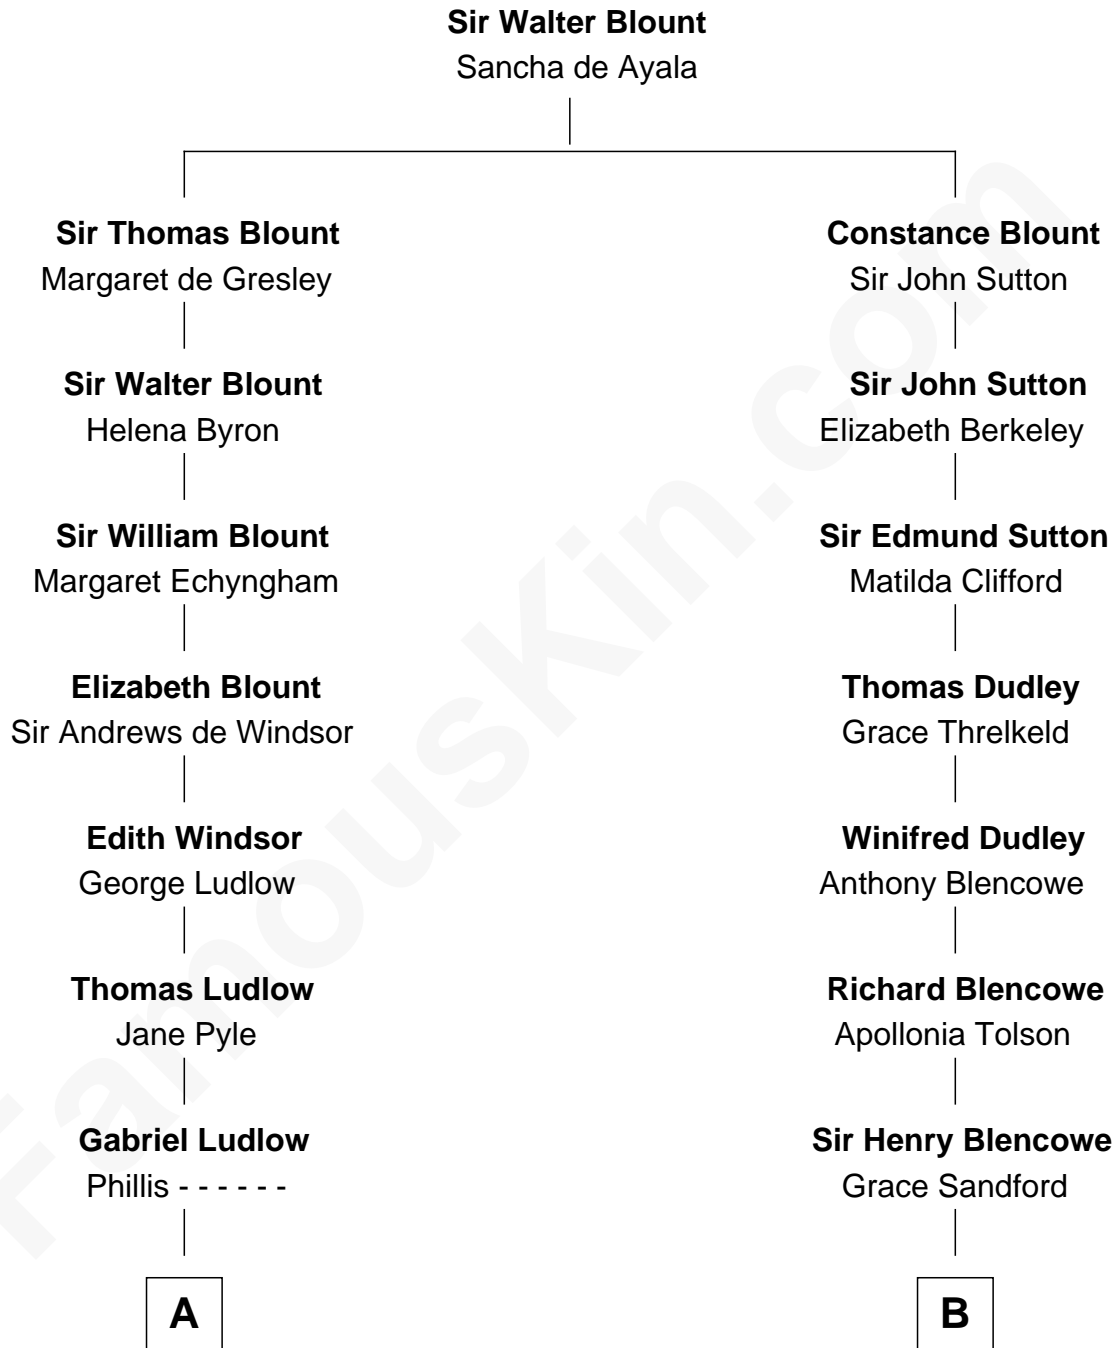 Sir Walter Blount
Sancha de Ayala
Sir Thomas Blount
Margaret de Gresley
Constance Blount
Sir John Sutton
Sir Walter Blount
Helena Byron
Sir John Sutton
Elizabeth Berkeley
Sir William Blount
Margaret Echyngham
Sir Edmund Sutton
Matilda Clifford
Elizabeth Blount
Sir Andrews de Windsor
Thomas Dudley
Grace Threlkeld
Edith Windsor
George Ludlow
Winifred Dudley
Anthony Blencowe
Thomas Ludlow
Jane Pyle
Richard Blencowe
Apollonia Tolson
Gabriel Ludlow
Phillis - - - - - -
Sir Henry Blencowe
Grace Sandford
A
B
FamousKin.com